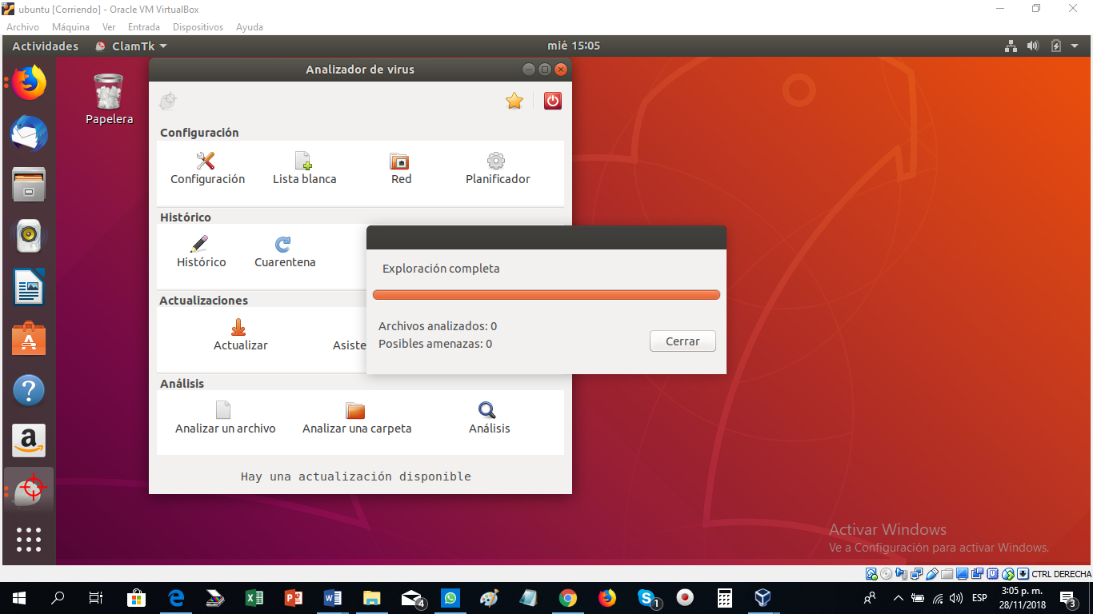 ubuntu [Corriendo] - Oracle VM VirtualBox
Archivo Máquina Ver Entrada Dispositivos Ayuda
Actividades ClamTk mié 15:05
Papelera
Analizador de virus
Configuración
Configuración Lista blanca Red Planificador
Histórico
Histórico Cuarentena
Actualizaciones
Actualizar Asiste
Análisis
Analizar un archivo Analizar una carpeta Análisis
Hay una actualización disponible
Exploración completa
Archivos analizados: 0
Posibles amenazas: 0
Cerrar
Activar Windows
Ve a Configuración para activar Windows.
CTRL DERECHA
4
1
ESP
3:05 p. m.
28/11/2018
3